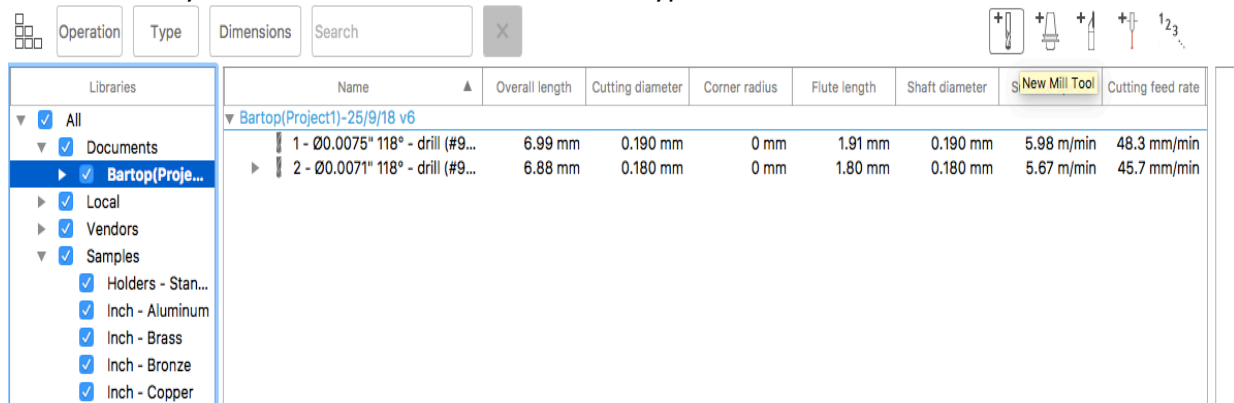 Operation Type Dimensions Search X 123
Libraries Name Overall length Cutting diameter Corner radius Flute length Shaft diameter S New Mill Tool Cutting feed rate
All Bartop(Project1)-25/9/18 v6
Documents 1 - Ø0.0075" 118° - drill (#9... 6.99 mm 0.190 mm 0 mm 1.91 mm 0.190 mm 5.98 m/min 48.3 mm/min
Bartop(Proje... 2 - Ø0.0071" 118° - drill (#9... 6.88 mm 0.180 mm 0 mm 1.80 mm 0.180 mm 5.67 m/min 45.7 mm/min
Local
Vendors
Samples
Holders - Stan...
Inch - Aluminum
Inch - Brass
Inch - Bronze
Inch - Copper